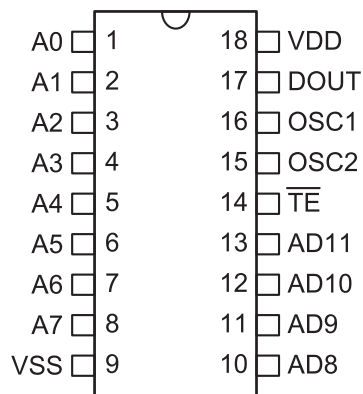 A0 1 18 VDD
A1 2 17 DOUT
A2 3 16 OSC1
A3 4 15 OSC2
A4 5 14 T̅E̅
A5 6 13 AD11
A6 7 12 AD10
A7 8 11 AD9
VSS 9 10 AD8